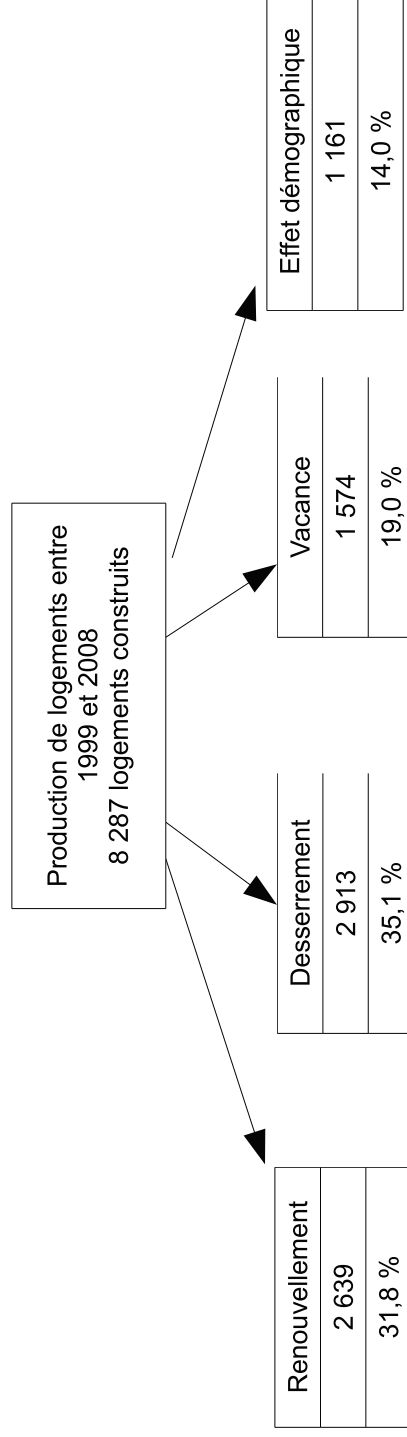 Production de logements entre
1999 et 2008
8 287 logements construits
Renouvellement
2 639
31,8 %
Desserrement
2 913
35,1 %
Vacance
1 574
19,0 %
Effet démographique
1 161
14,0 %